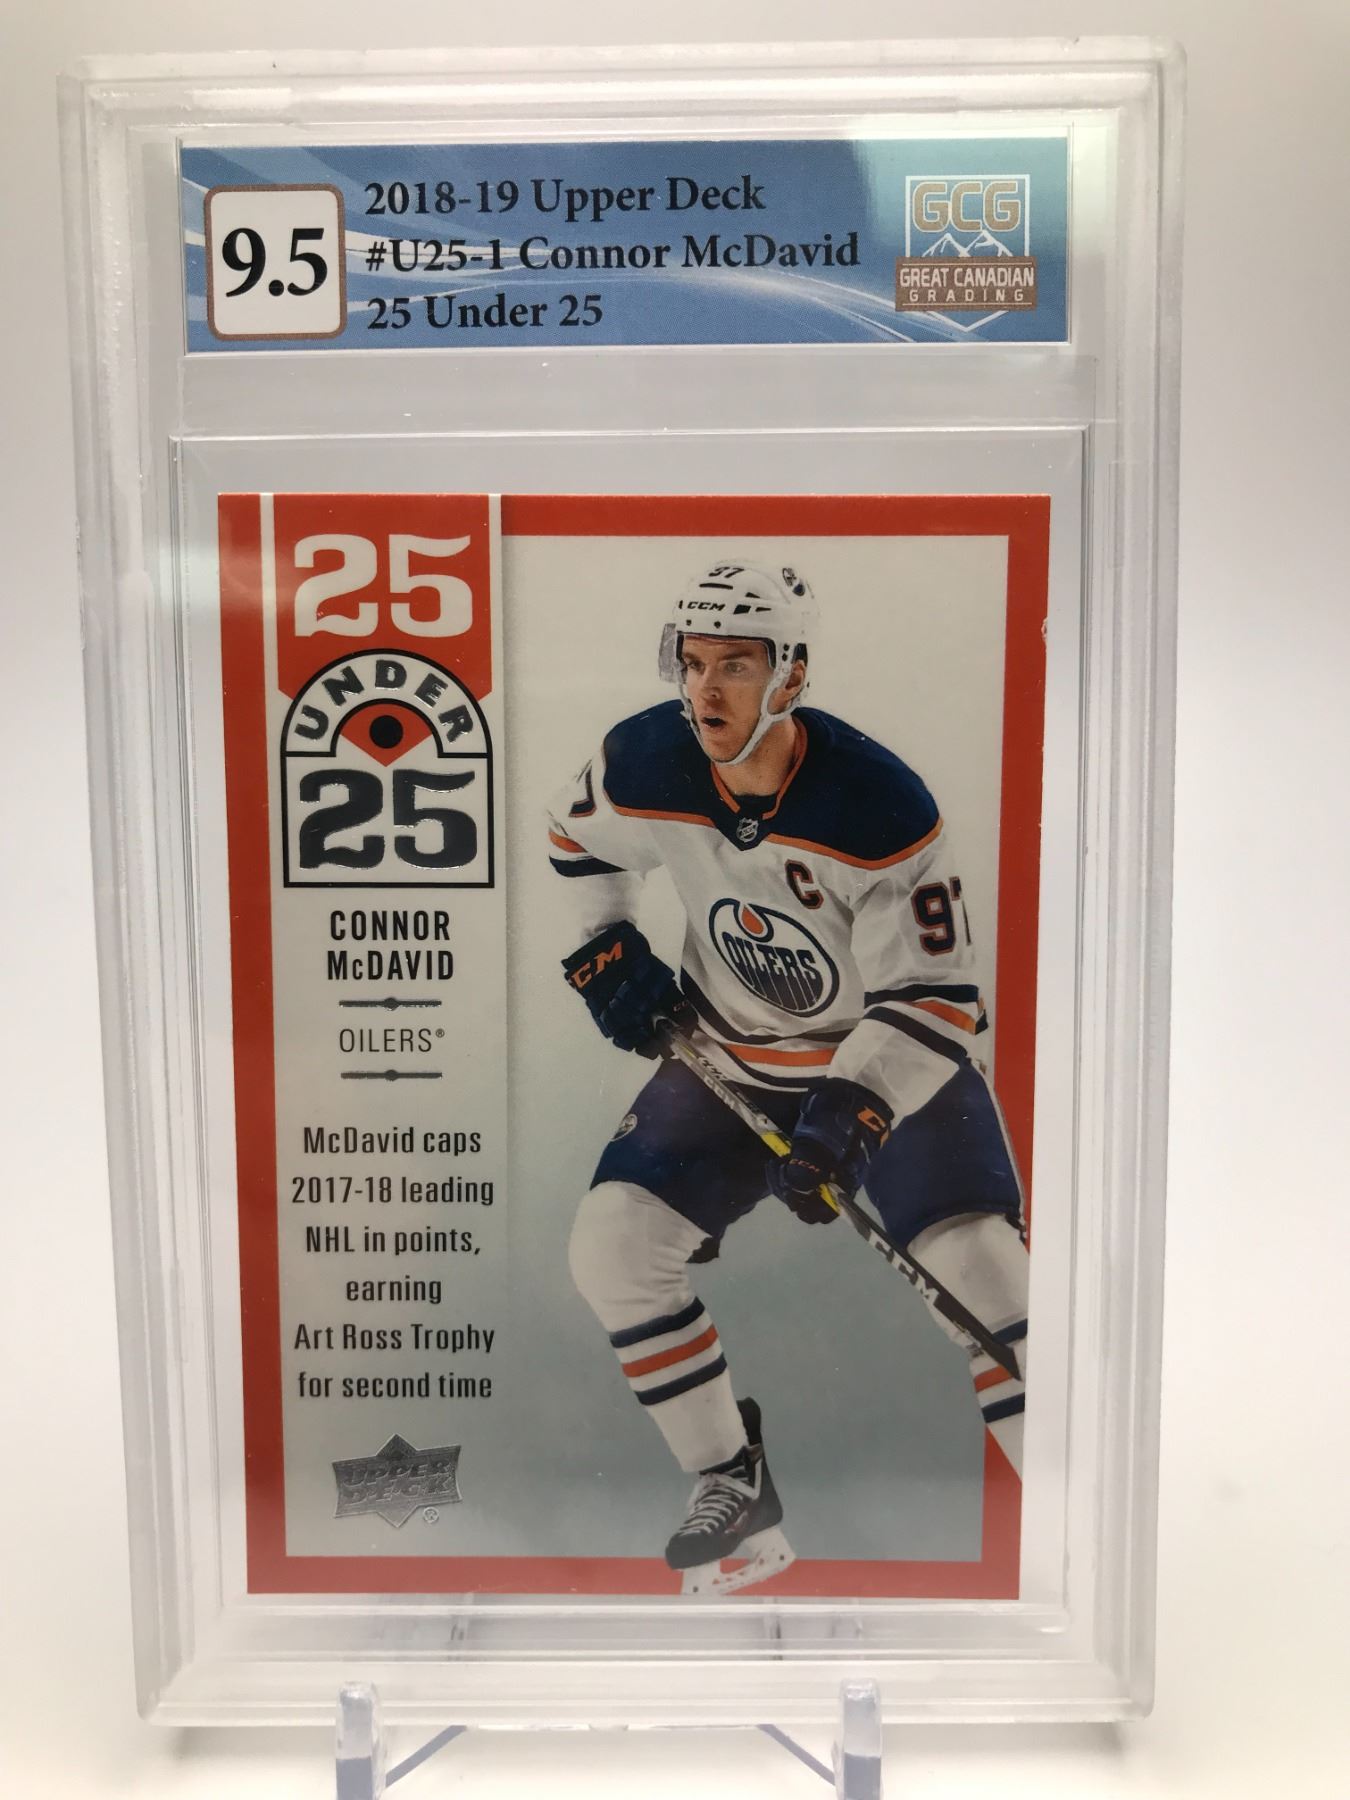 9.5
2018-19 Upper Deck
#U25-1 Connor McDavid
25 Under 25
GCG
GREAT CANADIAN
GRADING
25
UNDER
25
CONNOR
McDAVID
OILERS®
McDavid caps
2017-18 leading
NHL in points,
earning
Art Ross Trophy
for second time
UPPER
DECK
®
97
CCM
C
97
OILERS
CCM
CCM
CCM
CCM